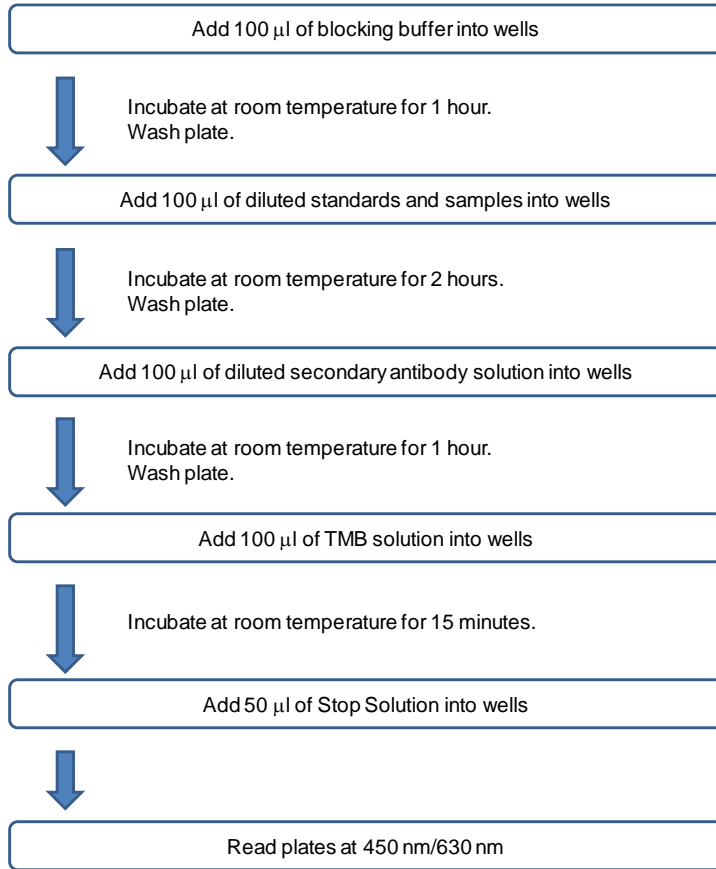 Add 100 μl of blocking buffer into wells
Incubate at room temperature for 1 hour.
Wash plate.
Add 100 μl of diluted standards and samples into wells
Incubate at room temperature for 2 hours.
Wash plate.
Add 100 μl of diluted secondary antibody solution into wells
Incubate at room temperature for 1 hour.
Wash plate.
Add 100 μl of TMB solution into wells
Incubate at room temperature for 15 minutes.
Add 50 μl of Stop Solution into wells
Read plates at 450 nm/630 nm